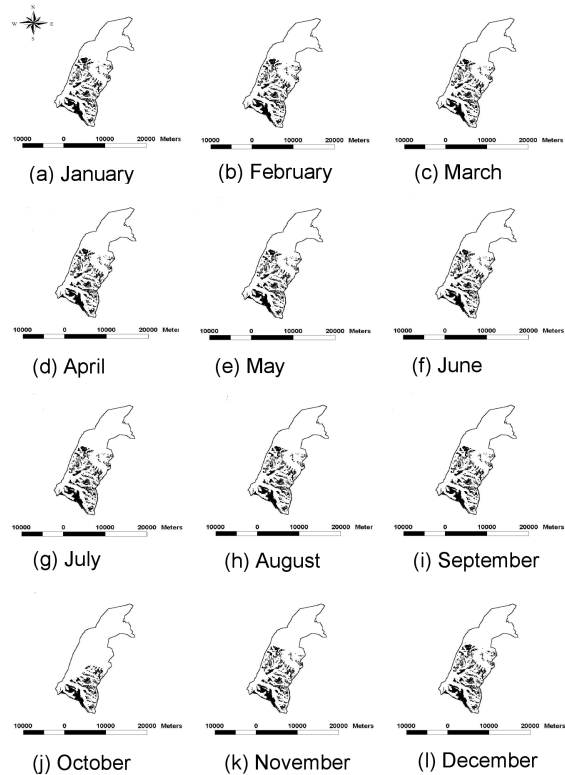 N
W E
S
10000 0 10000 20000 Meters
10000 0 10000 20000 Meters
10000 0 10000 20000 Meters
(a) January
(b) February
(c) March
10000 0 10000 20000 Mete
10000 0 10000 20000 Meters
10000 0 10000 20000 Meters
(d) April
(e) May
(f) June
10000 0 10000 20000 Meters
10000 0 10000 20000 Meters
10000 0 10000 20000 Meters
(g) July
(h) August
(i) September
10000 0 10000 20000 Meters
10000 0 10000 20000 Meters
10000 0 10000 20000 Meters
(j) October
(k) November
(l) December